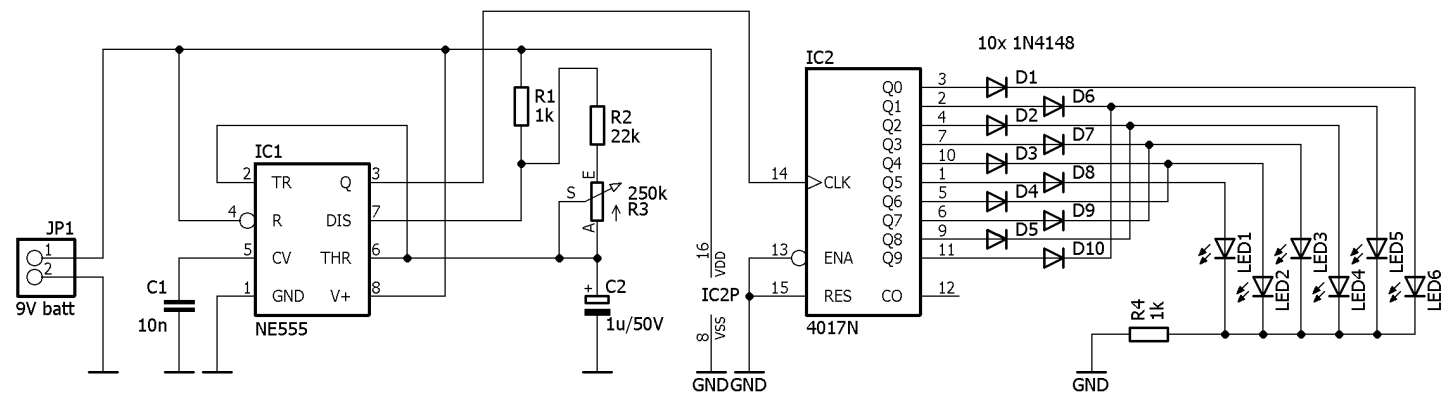 10x 1N4148
IC2
D1
D6
D2
D7
D3
D8
D4
D9
D5
D10
3
2
4
7
10
1
5
6
9
11
12
Q0
Q1
Q2
Q3
Q4
Q5
Q6
Q7
Q8
Q9
CO
14
CLK
13
ENA
15
RES
4017N
R1
1k
R2
22k
E
S
250k
R3
A
C2
+
1u/50V
IC1
2
TR
4
R
5
CV
1
GND
Q
3
DIS
7
THR
6
V+
8
NE555
JP1
1
2
9V batt
C1
10n
16
VDD
IC2P
8
VSS
GND
GND
LED1
LED2
LED3
LED4
LED5
LED6
R4
1k
GND